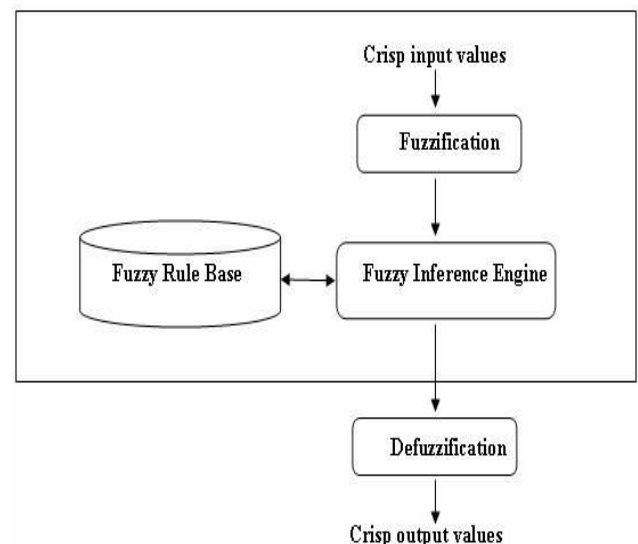 Crisp input values
Fuzzification
Fuzzy Rule Base
Fuzzy Inference Engine
Defuzzification
Crisp output values